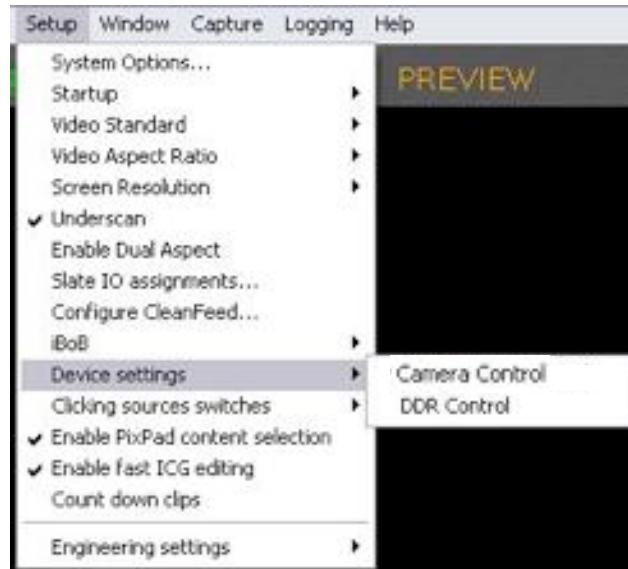 Setup Window Capture Logging Help
PREVIEW
System Options...
Startup
Video Standard
Video Aspect Ratio
Screen Resolution
Underscan
Enable Dual Aspect
Slate IO assignments...
Configure CleanFeed...
iBoB
Device settings
Camera Control
DDR Control
Clicking sources switches
Enable PixPad content selection
Enable fast ICG editing
Count down clips
Engineering settings